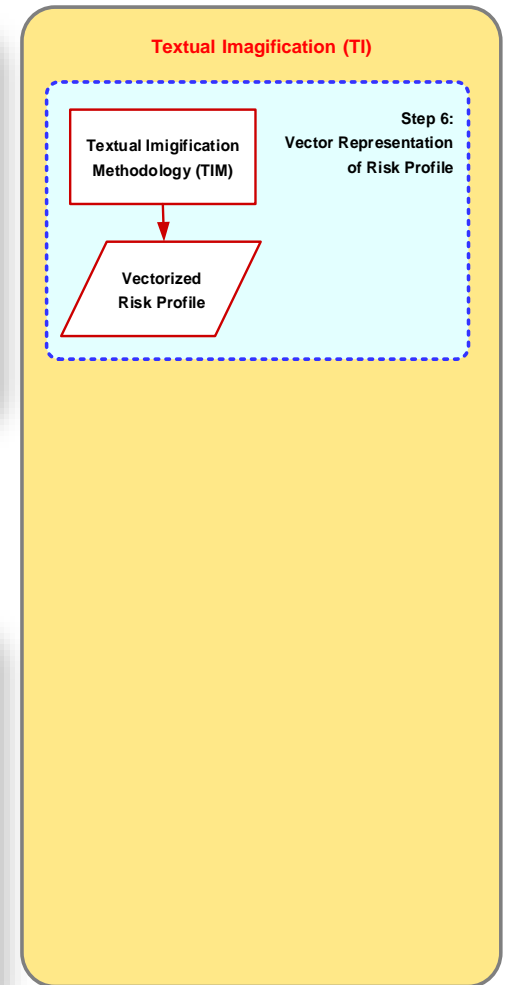 Textual Imagification (TI)
Step 6:
Vector Representation
of Risk Profile
Textual Imigification
Methodology (TIM)
Vectorized
Risk Profile